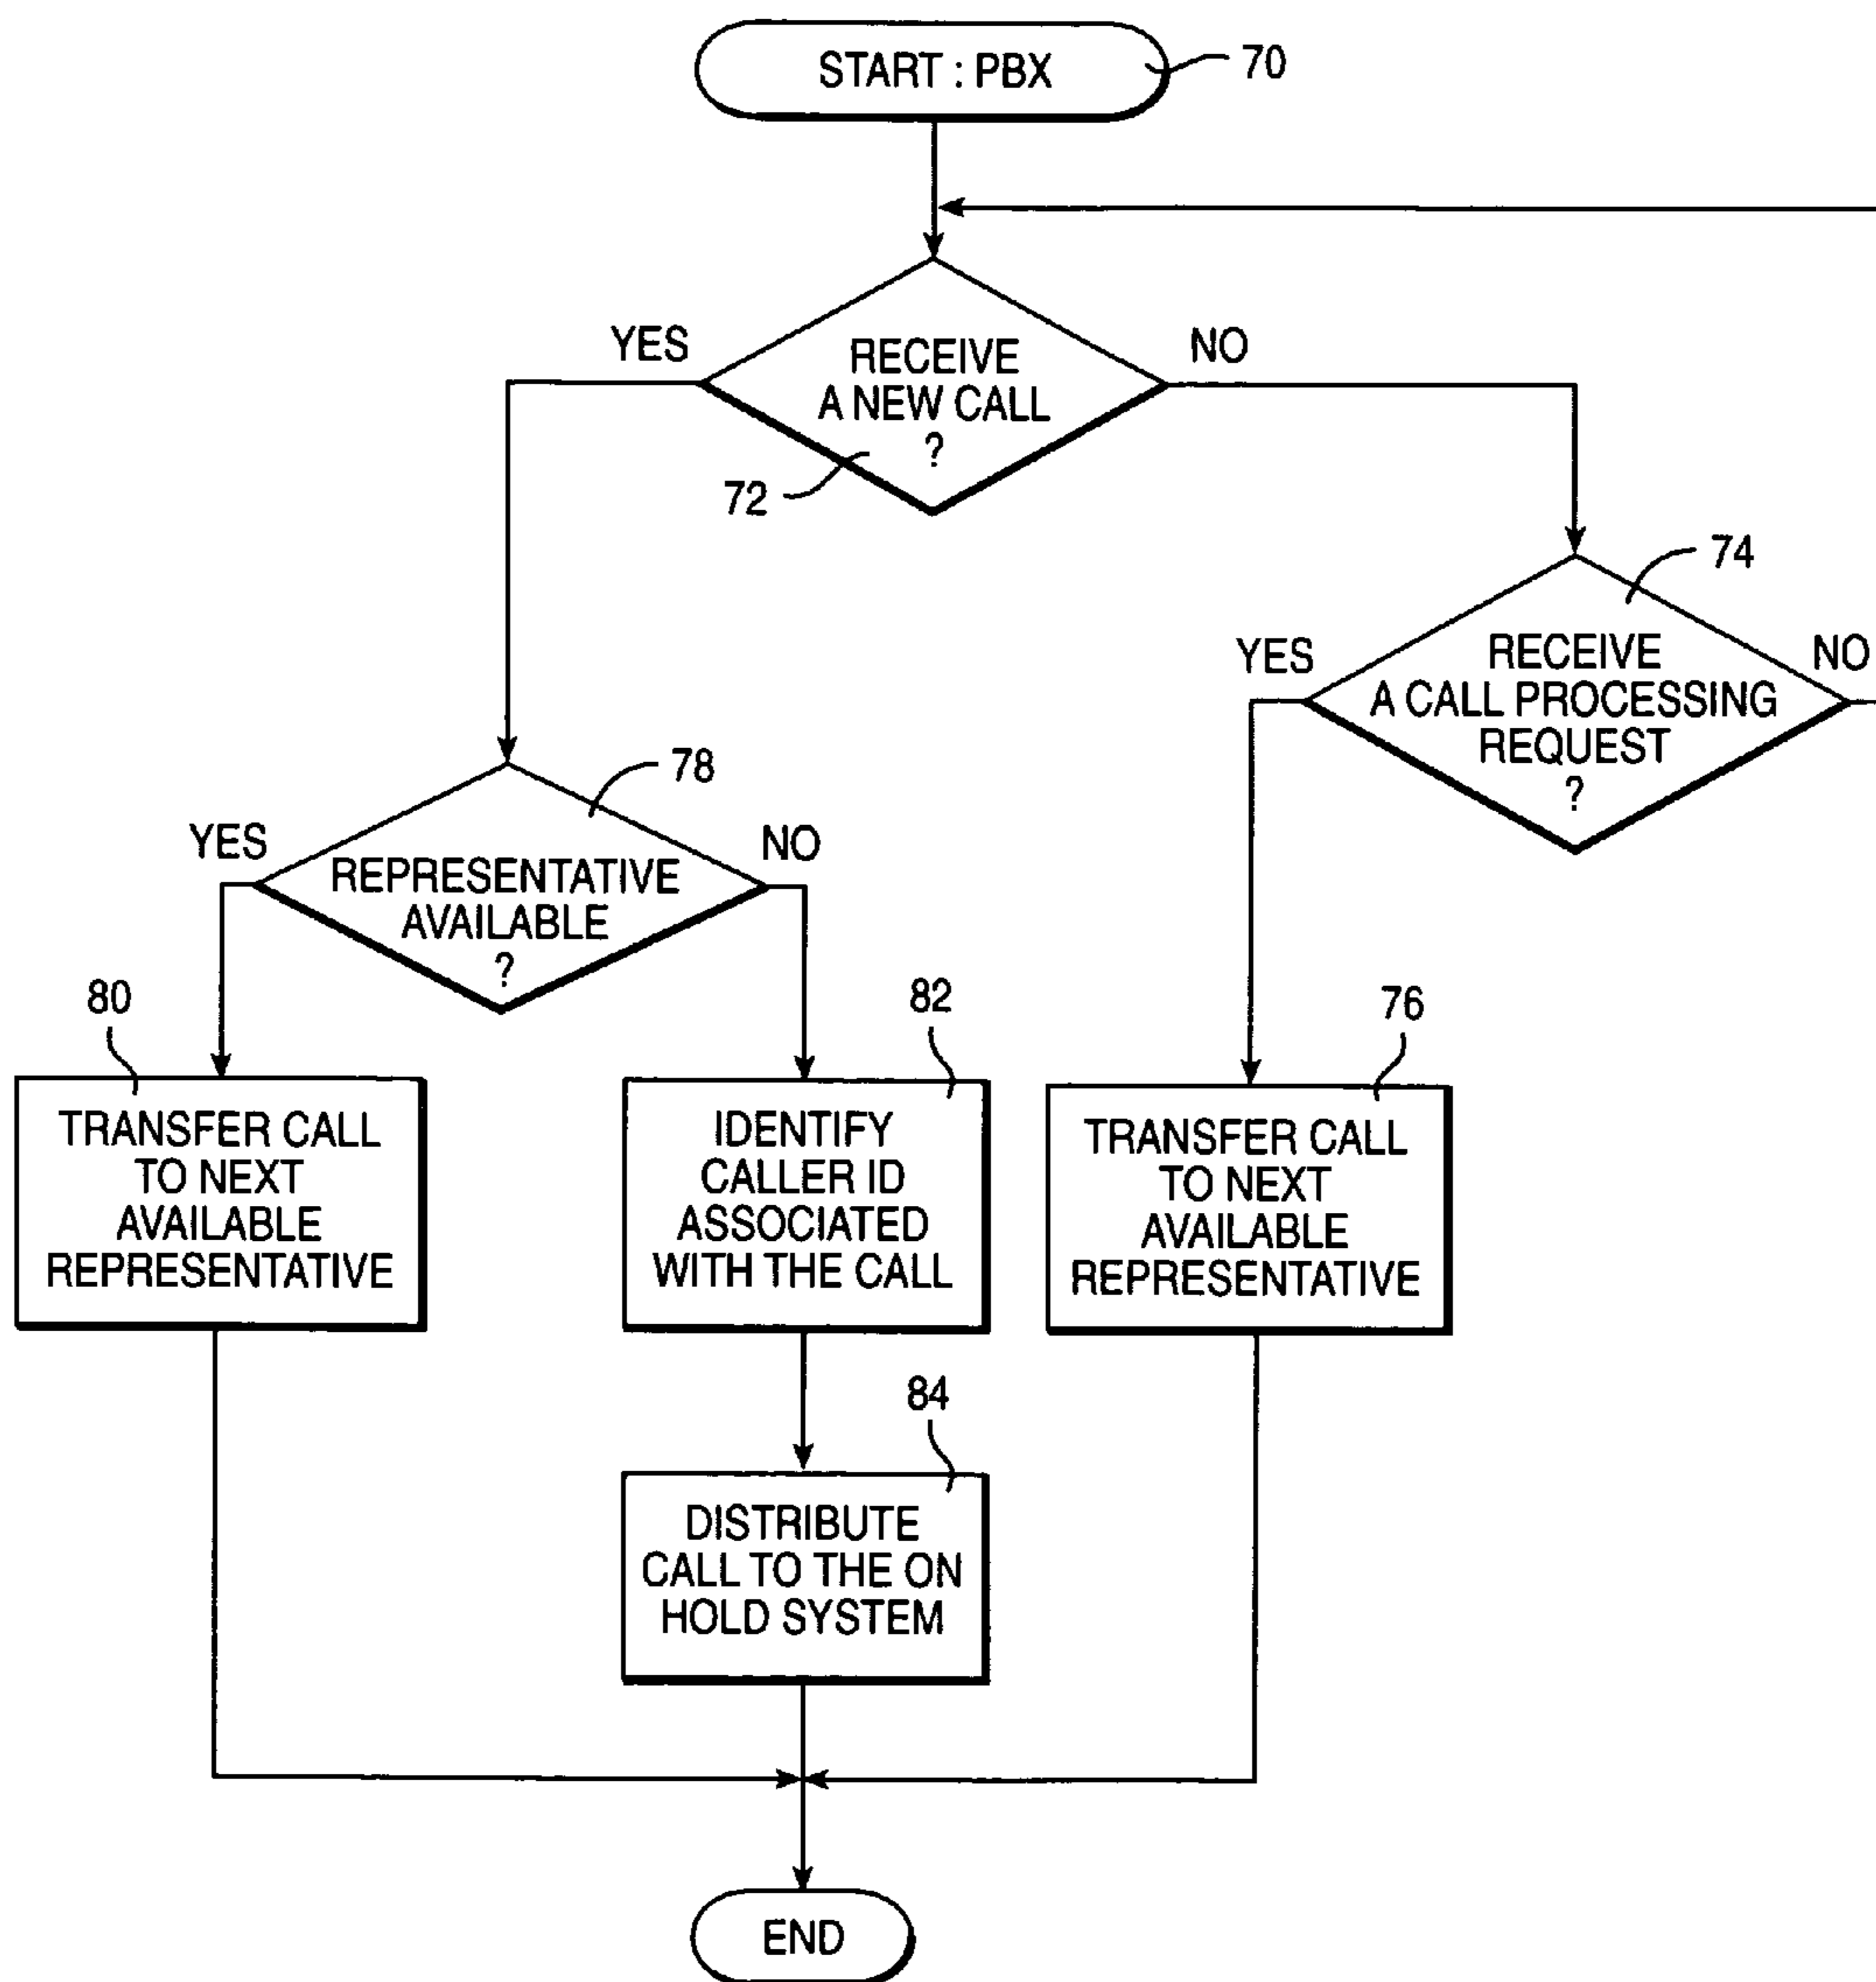 START : PBX
70
YES
NO
RECEIVE
A NEW CALL
?
72
74
YES
NO
RECEIVE
A CALL PROCESSING
REQUEST
?
78
YES
NO
REPRESENTATIVE
AVAILABLE
?
80
TRANSFER CALL
TO NEXT
AVAILABLE
REPRESENTATIVE
82
IDENTIFY
CALLER ID
ASSOCIATED
WITH THE CALL
76
TRANSFER CALL
TO NEXT
AVAILABLE
REPRESENTATIVE
84
DISTRIBUTE
CALL TO THE ON
HOLD SYSTEM
END